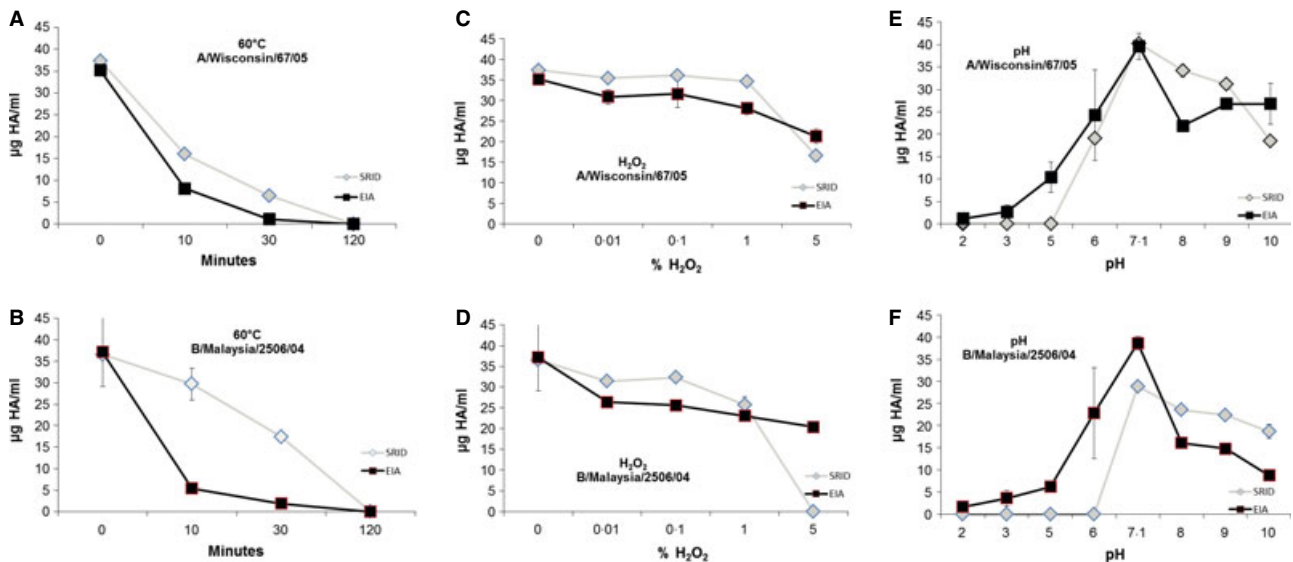 A
45
40
35
30
25
20
15
10
5
0
µg HA/ml
60°C
A/Wisconsin/67/05
SRID
EIA
0 10 30 120
Minutes
C
45
40
35
30
25
20
15
10
5
0
µg HA/ml
H₂O₂
A/Wisconsin/67/05
SRID
EIA
0 0·01 0·1 1 5
% H₂O₂
E
45
40
35
30
25
20
15
10
5
0
µg HA/ml
pH
A/Wisconsin/67/05
SRID
EIA
2 3 5 6 7·1 8 9 10
pH
B
45
40
35
30
25
20
15
10
5
0
µg HA/ml
60°C
B/Malaysia/2506/04
SRID
EIA
0 10 30 120
Minutes
D
45
40
35
30
25
20
15
10
5
0
µg HA/ml
H₂O₂
B/Malaysia/2506/04
SRID
EIA
0 0·01 0·1 1 5
% H₂O₂
F
45
40
35
30
25
20
15
10
5
0
µg HA/ml
pH
B/Malaysia/2506/04
SRID
EIA
2 3 5 6 7·1 8 9 10
pH